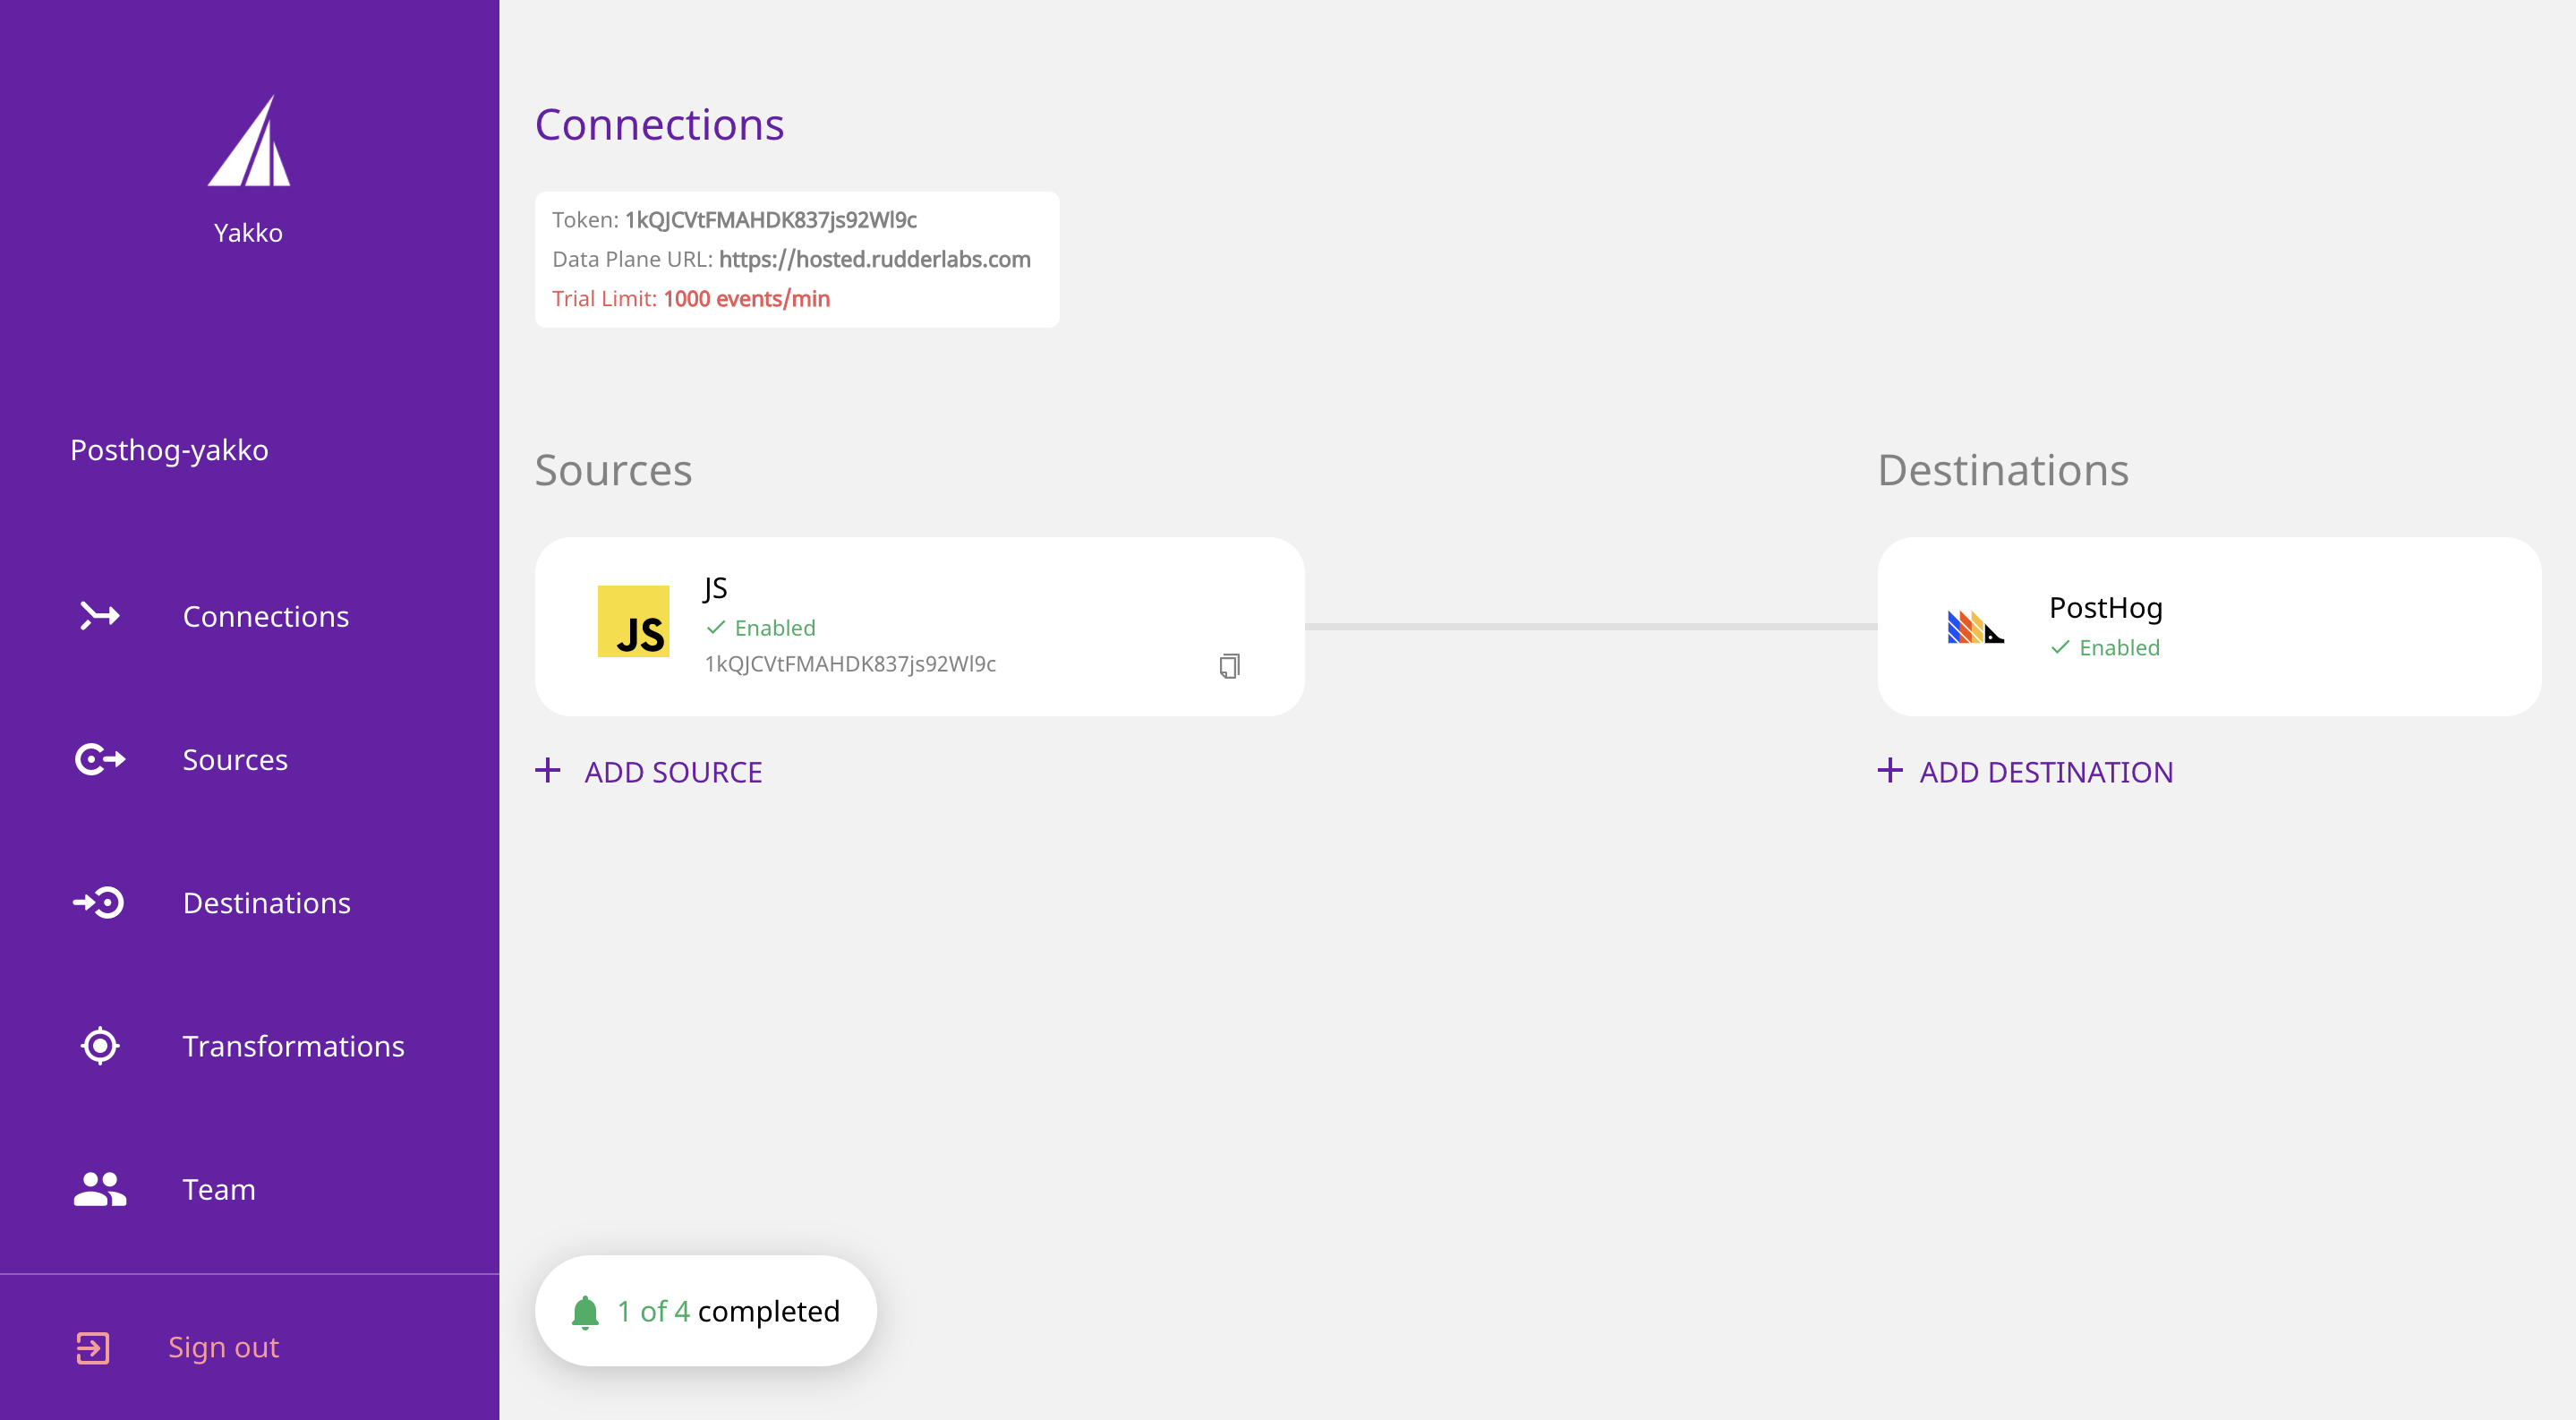 Yakko
Posthog-yakko
Connections
Sources
Destinations
Transformations
Team
Sign out
Connections
Token: 1kQJCVtFMAHDK837js92Wl9c
Data Plane URL: https://hosted.rudderlabs.com
Trial Limit: 1000 events/min
Sources
JS
JS
Enabled
1kQJCVtFMAHDK837js92Wl9c
ADD SOURCE
Destinations
PostHog
Enabled
ADD DESTINATION
1 of 4 completed